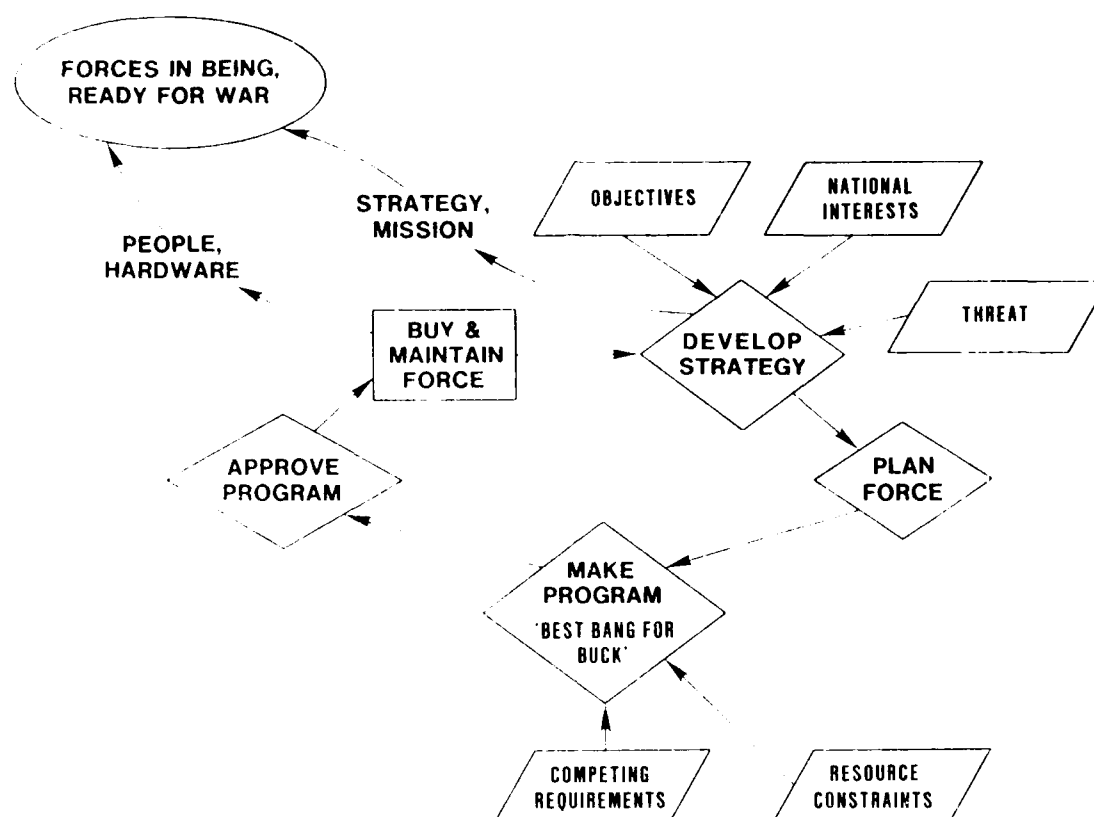 FORCES IN BEING,
READY FOR WAR
STRATEGY,
MISSION
PEOPLE,
HARDWARE
OBJECTIVES
NATIONAL
INTERESTS
THREAT
BUY &
MAINTAIN
FORCE
DEVELOP
STRATEGY
APPROVE
PROGRAM
PLAN
FORCE
MAKE
PROGRAM
'BEST BANG FOR
BUCK'
COMPETING
REQUIREMENTS
RESOURCE
CONSTRAINTS